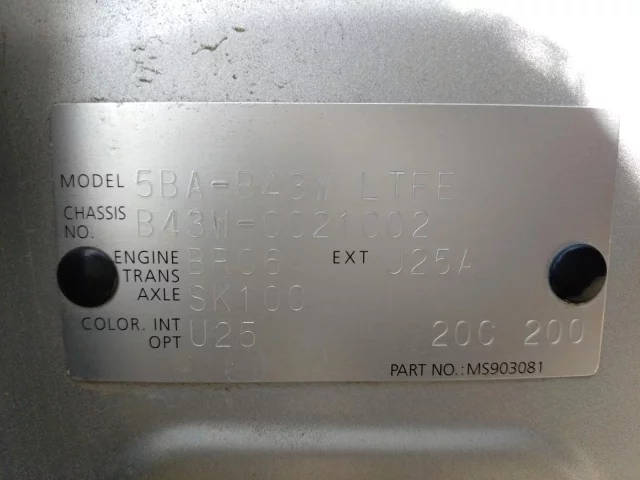 MODEL 5BA-B43W LTFE
CHASSIS NO. B43W-0021002
ENGINE BR06 EXT U25A
TRANS AXLE SK100
COLOR. INT OPT U25 20C 200
PART NO.: MS903081